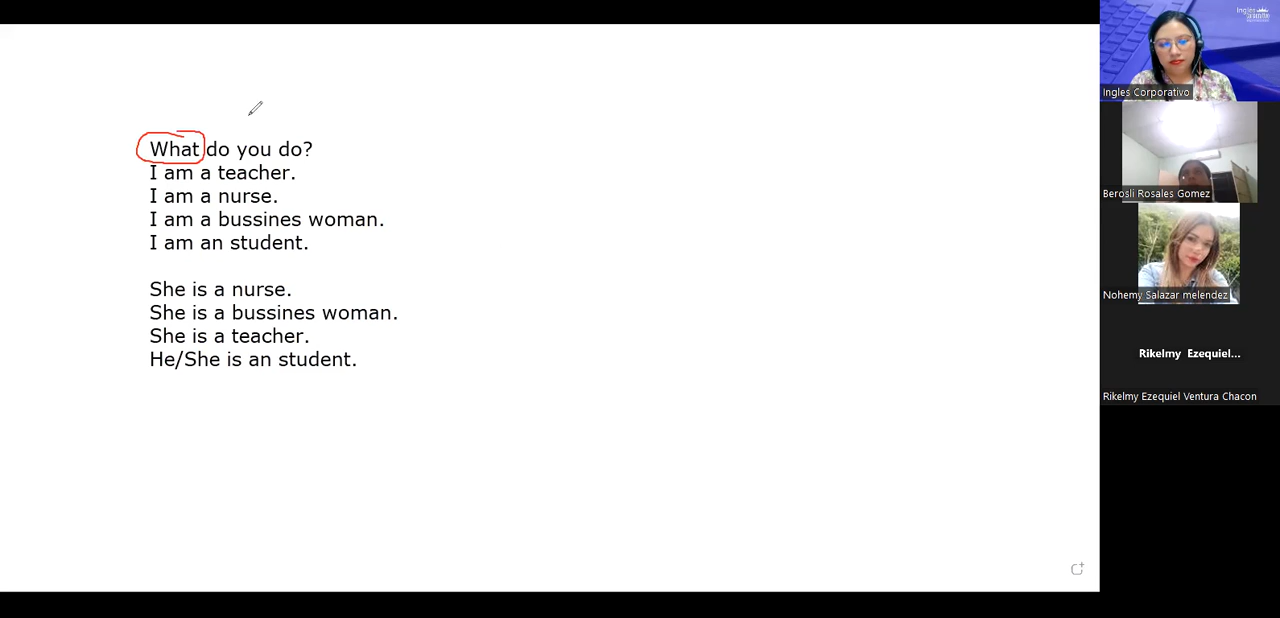 What do you do?
I am a teacher.
I am a nurse.
I am a bussines woman.
I am an student.
She is a nurse.
She is a bussines woman.
She is a teacher.
He/She is an student.
Ingles Corporativo
Berosli Rosales Gomez
Nohemy Salazar melendez
Rikelmy Ezequiel...
Rikelmy Ezequiel Ventura Chacon